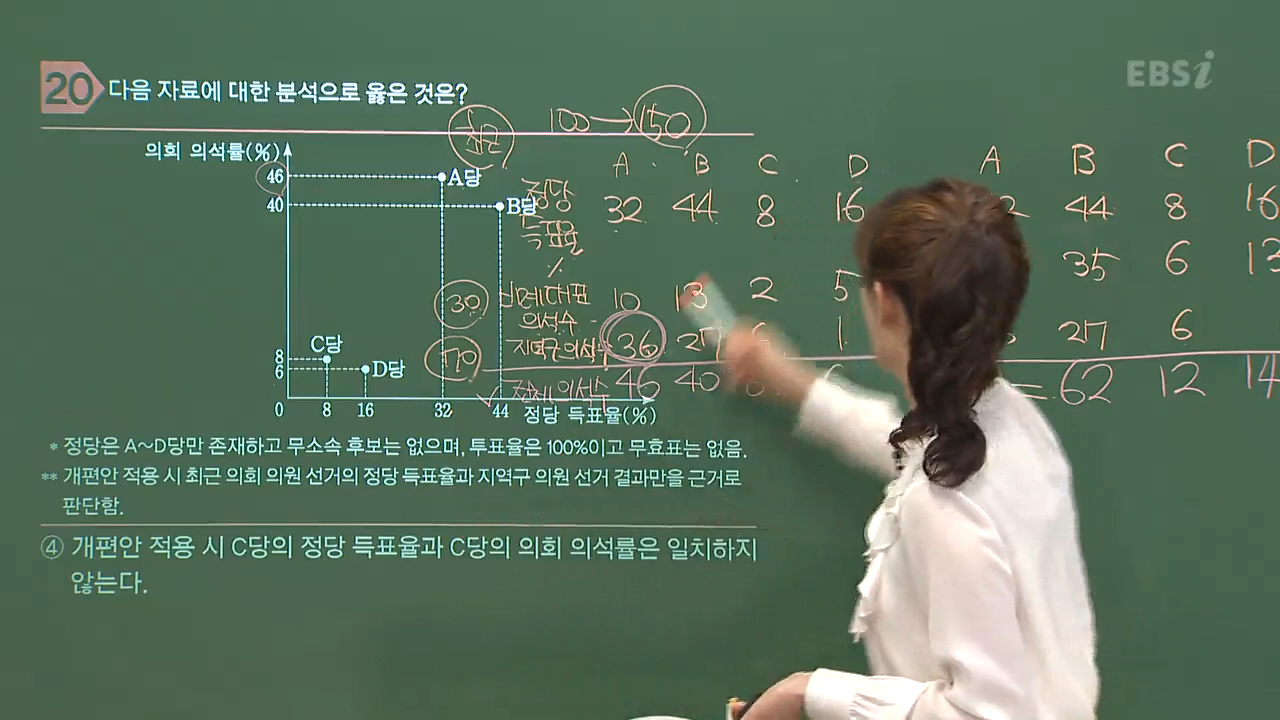 EBSi
20 다음 자료에 대한 분석으로 옳은 것은?
최근
100→150
의회 의석률(%)
46
40
8
6
0
8 16 32 44 정당 득표율(%)
A당
B당
C당
D당
A B C D
정당 득표율 % 32 44 8 16
30 비례대표 의석수 10 13 2 5
70 지역구 의석수 36 27 1
전체 의석수 46 40
A B C D
2 44 8 16
35 6 13
27 6
= 62 12 14
* 정당은 A~D당만 존재하고 무소속 후보는 없으며, 투표율은 100%이고 무효표는 없음.
** 개편안 적용 시 최근 의회 의원 선거의 정당 득표율과 지역구 의원 선거 결과만을 근거로
판단함.
④ 개편안 적용 시 C당의 정당 득표율과 C당의 의회 의석률은 일치하지
않는다.